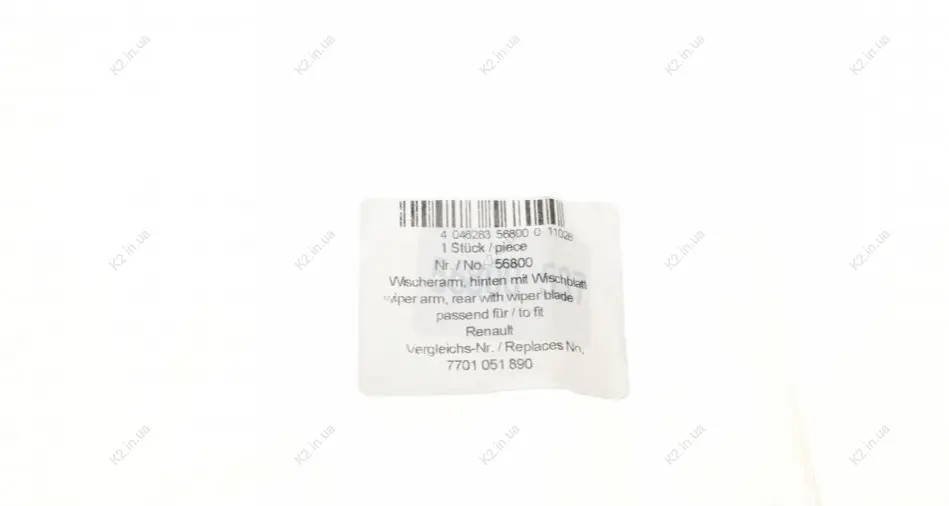 K2.in.ua K2.in.ua K2.in.ua K2.in.ua K2.in.ua
4 046283 56800 0 11026
1 Stück / piece
Nr. / No. 56800
K2.in.ua K2.in.ua K2.in.ua K2.in.ua K2.in.ua
Wischerarm, hinten mit Wischblatt
wiper arm, rear with wiper blade
passend für / to fit
Renault
Vergleichs-Nr. / Replaces No.
7701 051 890
K2.in.ua K2.in.ua K2.in.ua K2.in.ua K2.in.ua